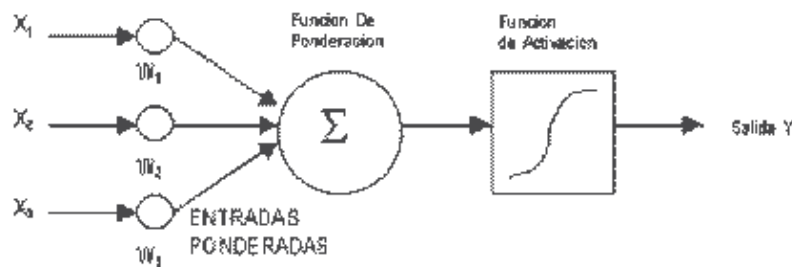 X₁
W₁
X₂
W₂
X₃
W₃
ENTRADAS
PONDERADAS
Funcion De
Ponderacion
Σ
Funcion
de Activacion
Salida Y